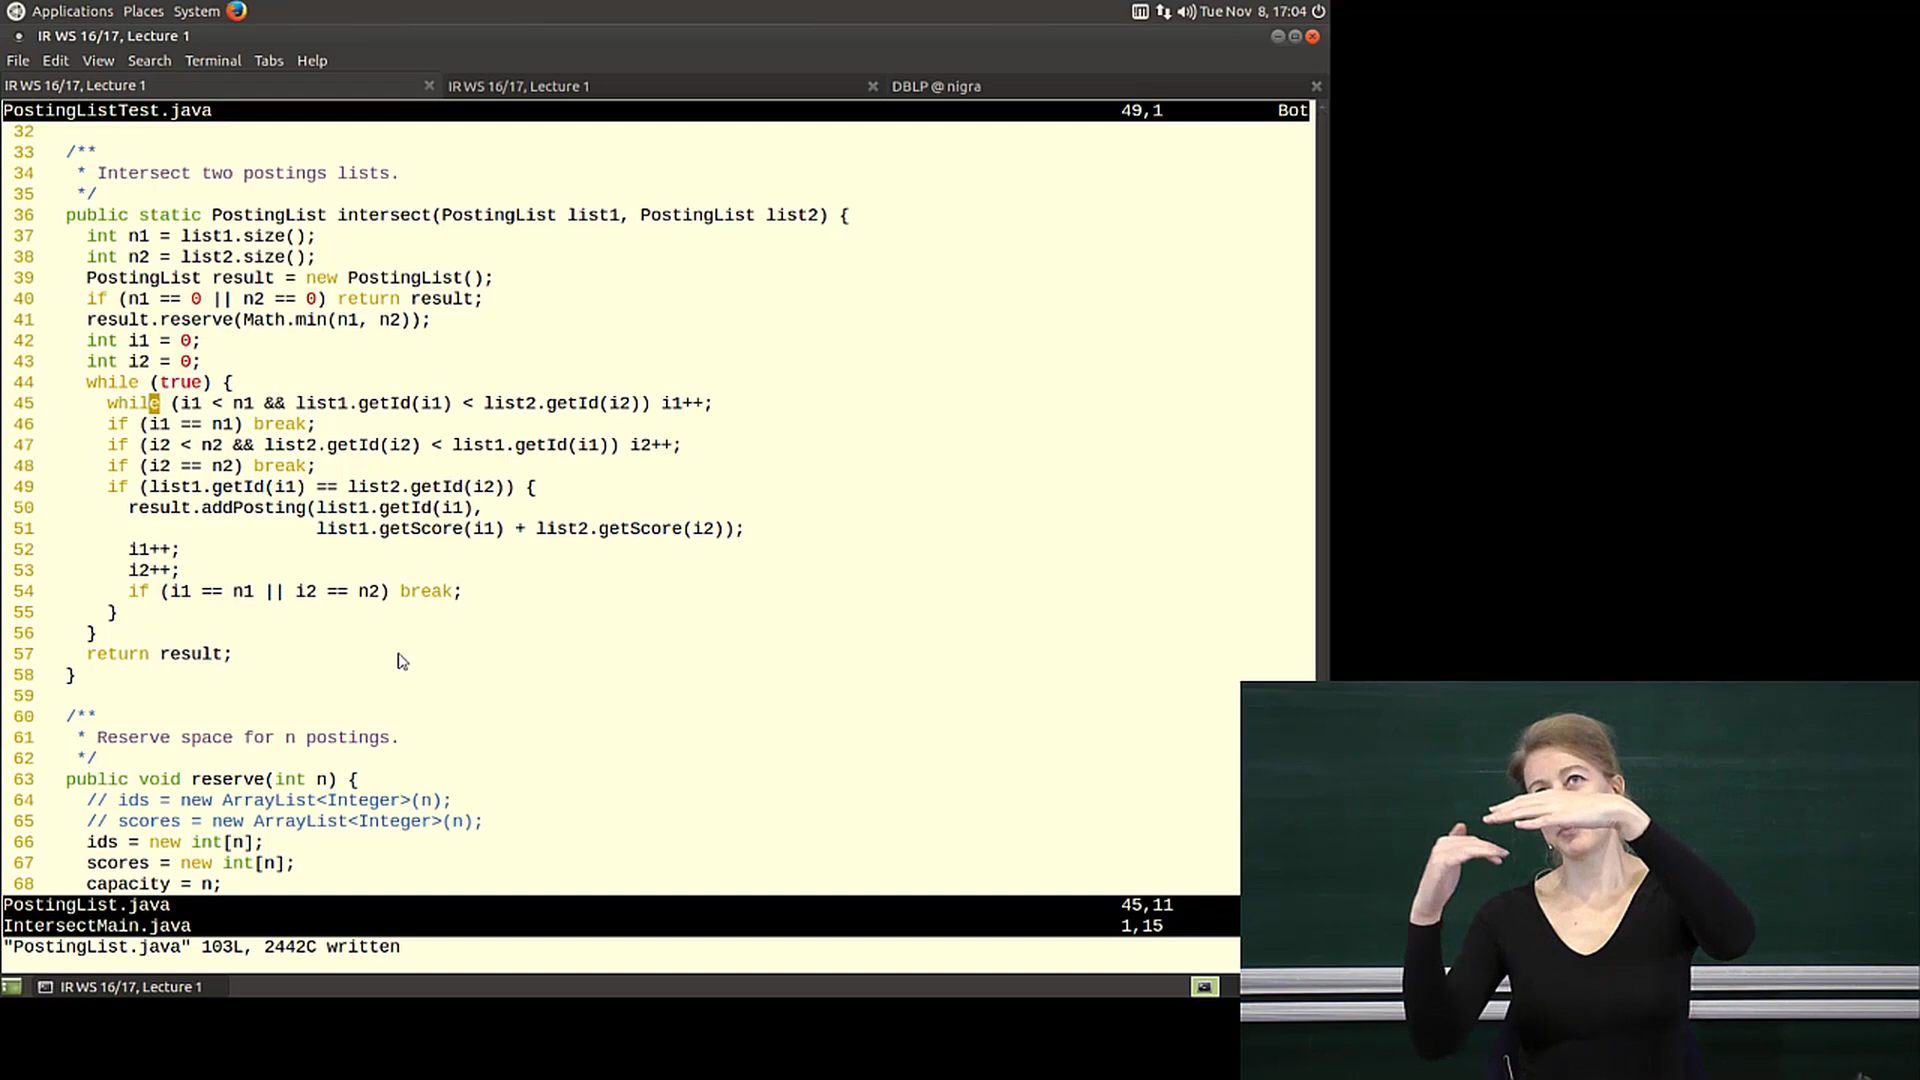 Applications Places System Tue Nov 8, 17:04
IR WS 16/17, Lecture 1
File Edit View Search Terminal Tabs Help
IR WS 16/17, Lecture 1 IR WS 16/17, Lecture 1 DBLP @ nigra
PostingListTest.java 49,1 Bot
32
33 /**
34 * Intersect two postings lists.
35 */
36 public static PostingList intersect(PostingList list1, PostingList list2) {
37 int n1 = list1.size();
38 int n2 = list2.size();
39 PostingList result = new PostingList();
40 if (n1 == 0 || n2 == 0) return result;
41 result.reserve(Math.min(n1, n2));
42 int i1 = 0;
43 int i2 = 0;
44 while (true) {
45 while (i1 < n1 && list1.getId(i1) < list2.getId(i2)) i1++;
46 if (i1 == n1) break;
47 if (i2 < n2 && list2.getId(i2) < list1.getId(i1)) i2++;
48 if (i2 == n2) break;
49 if (list1.getId(i1) == list2.getId(i2)) {
50 result.addPosting(list1.getId(i1),
51 list1.getScore(i1) + list2.getScore(i2));
52 i1++;
53 i2++;
54 if (i1 == n1 || i2 == n2) break;
55 }
56 }
57 return result;
58 }
59
60 /**
61 * Reserve space for n postings.
62 */
63 public void reserve(int n) {
64 // ids = new ArrayList<Integer>(n);
65 // scores = new ArrayList<Integer>(n);
66 ids = new int[n];
67 scores = new int[n];
68 capacity = n;
PostingList.java 45,11
IntersectMain.java 1,15
"PostingList.java" 103L, 2442C written
IR WS 16/17, Lecture 1